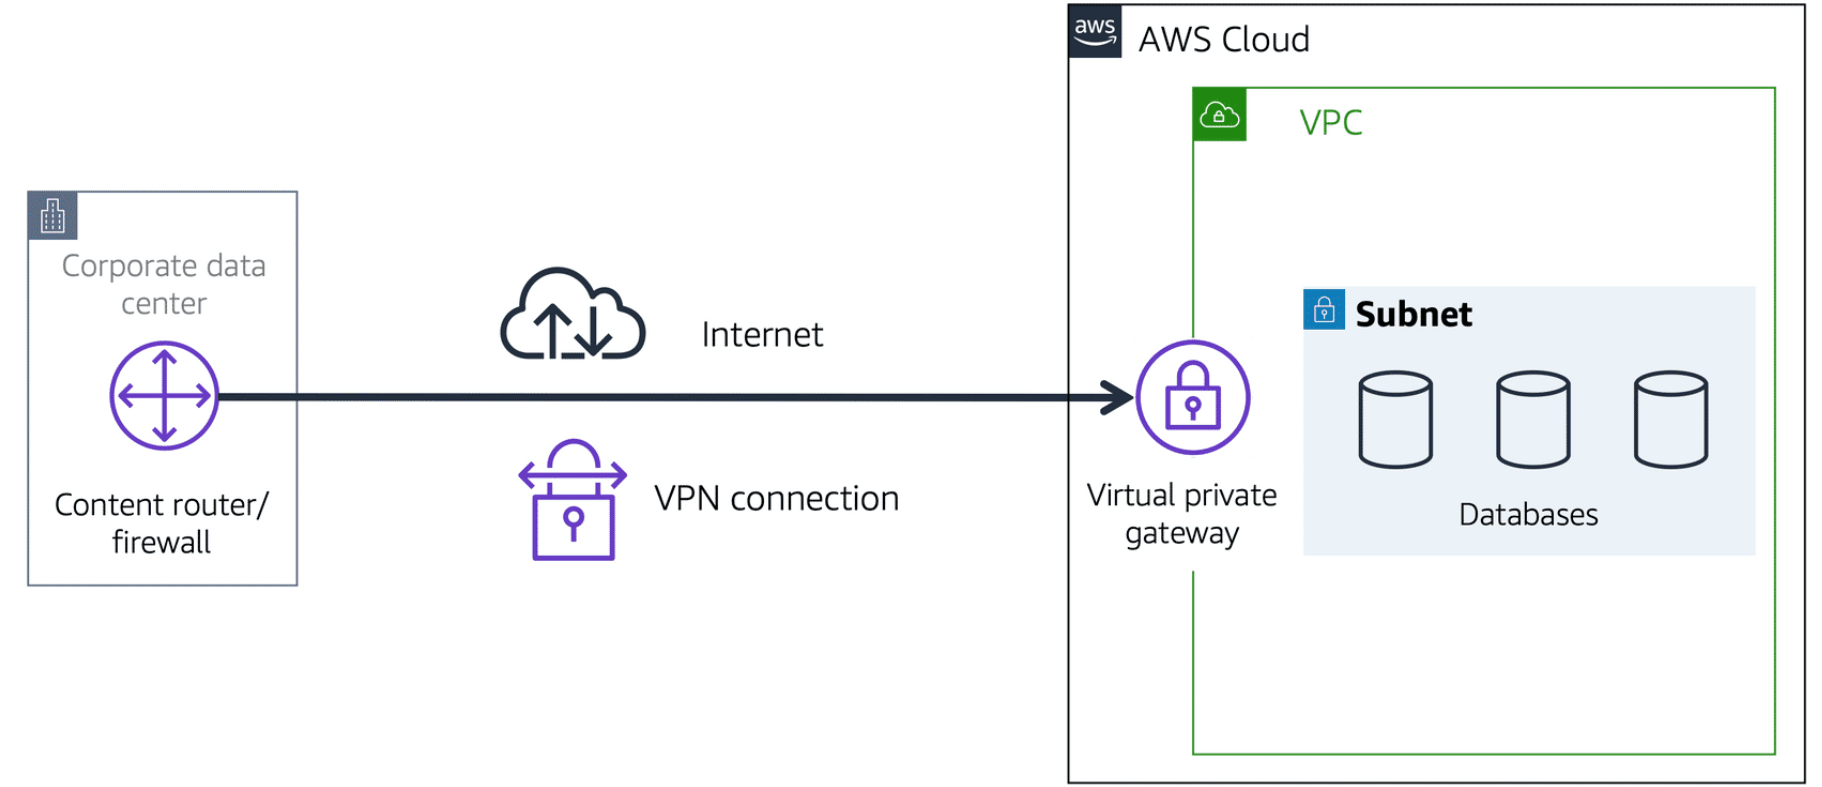 aws
AWS Cloud
VPC
Corporate data
center
Internet
Subnet
Content router/
firewall
VPN connection
Virtual private
gateway
Databases